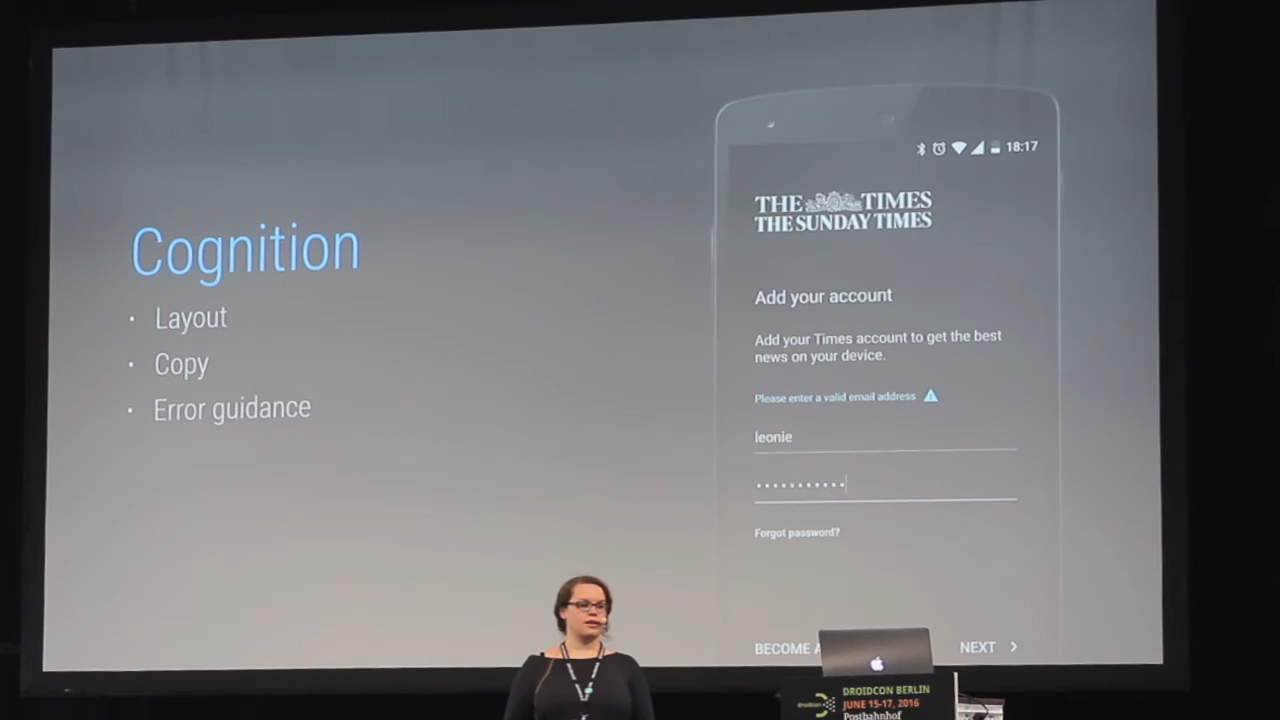 Cognition
· Layout
· Copy
· Error guidance
18:17
THE TIMES
THE SUNDAY TIMES
Add your account
Add your Times account to get the best
news on your device.
Please enter a valid email address
leonie
•••••••••••
Forgot password?
BECOME A
NEXT >
droidcon
DROIDCON BERLIN
JUNE 15-17, 2016
Postbahnhof